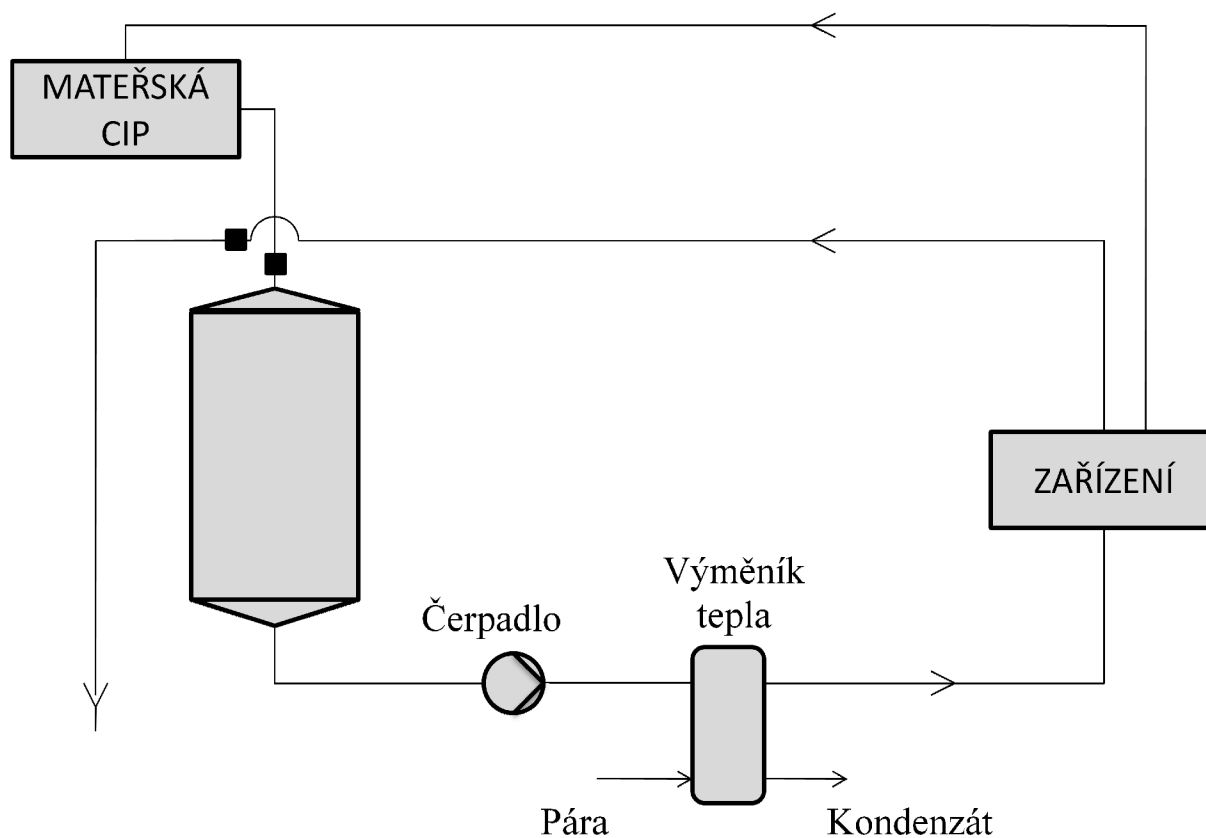 MATEŘSKÁ
CIP
ZAŘÍZENÍ
Výměník
tepla
Čerpadlo
Pára
Kondenzát